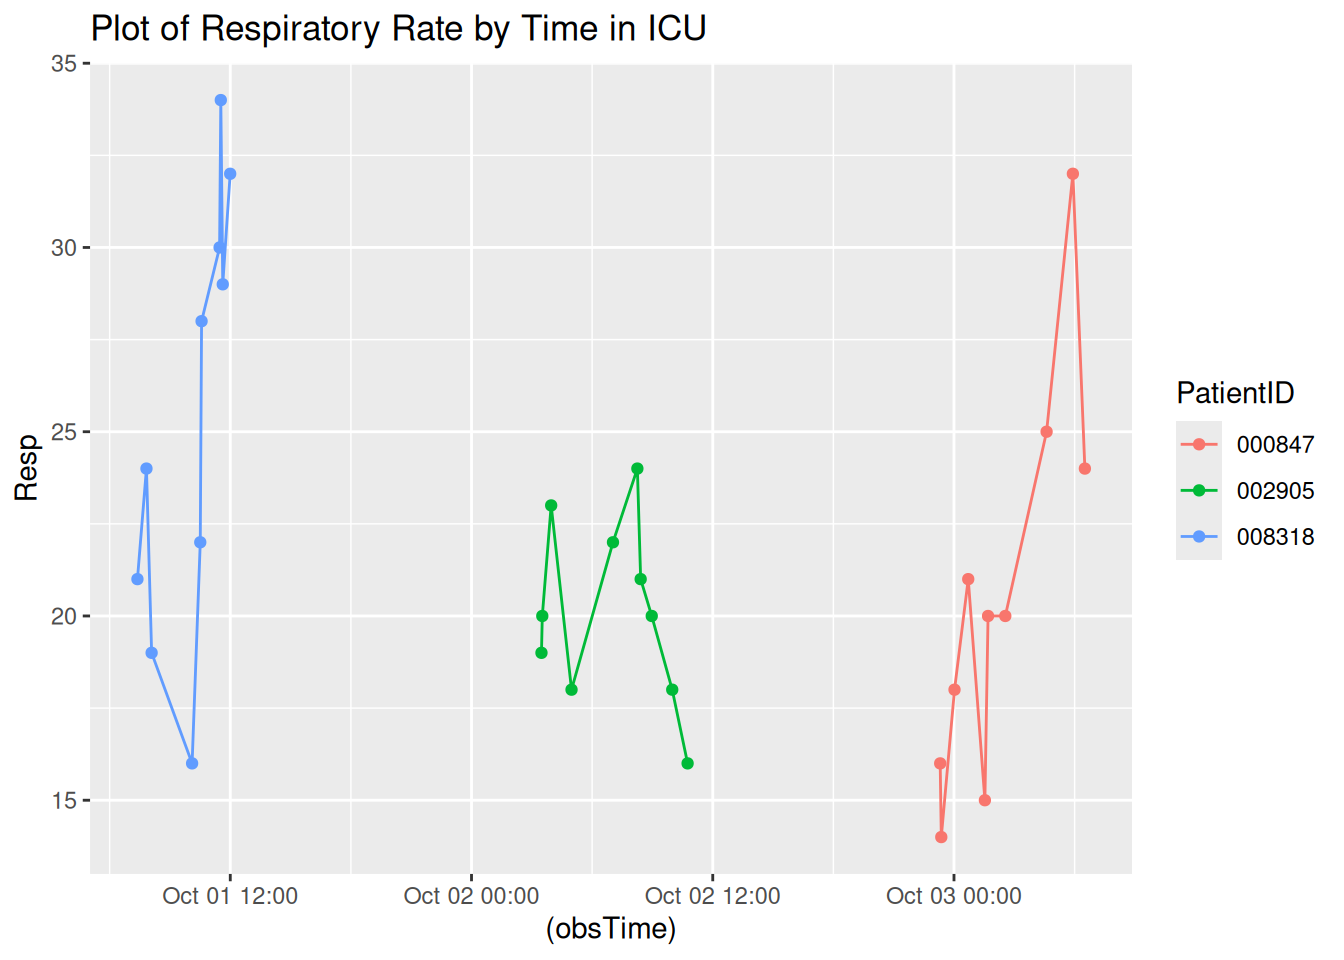 Plot of Respiratory Rate by Time in ICU
35
30
25
20
15
Resp
Oct 01 12:00
Oct 02 00:00
Oct 02 12:00
Oct 03 00:00
(obsTime)
PatientID
000847
002905
008318